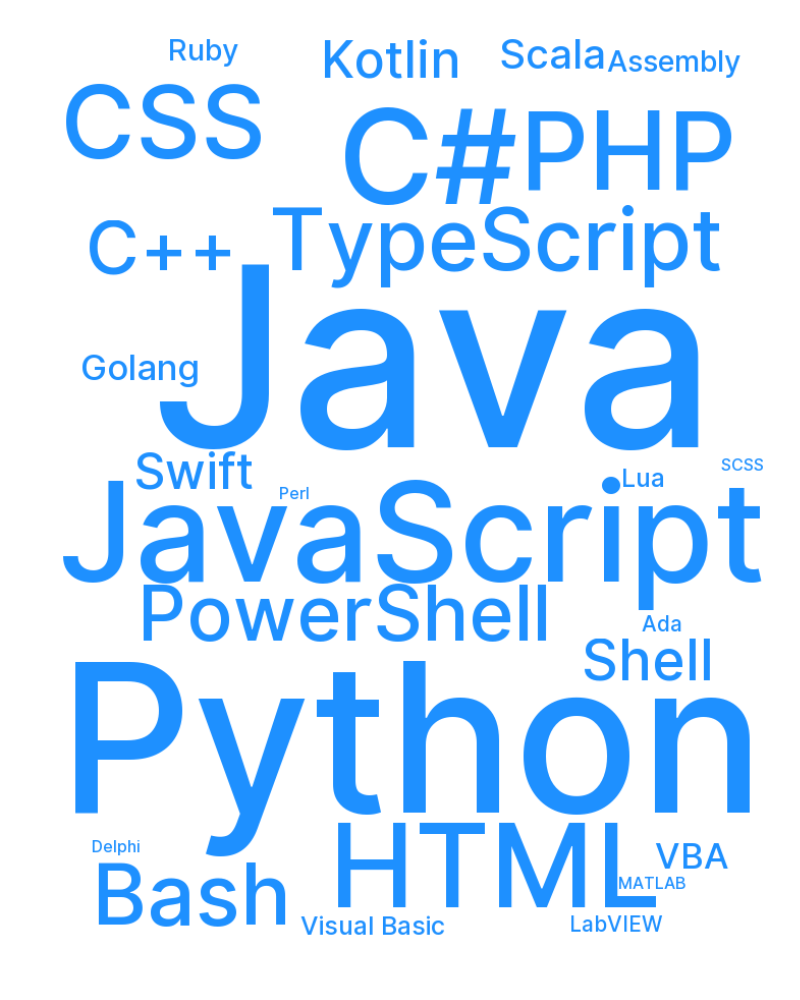 Ruby
Kotlin
Scala
Assembly
CSS
C#
PHP
C++
TypeScript
Java
Golang
Swift
Perl
Lua
SCSS
JavaScript
PowerShell
Ada
Shell
Python
Delphi
HTML
VBA
MATLAB
Bash
Visual Basic
LabVIEW